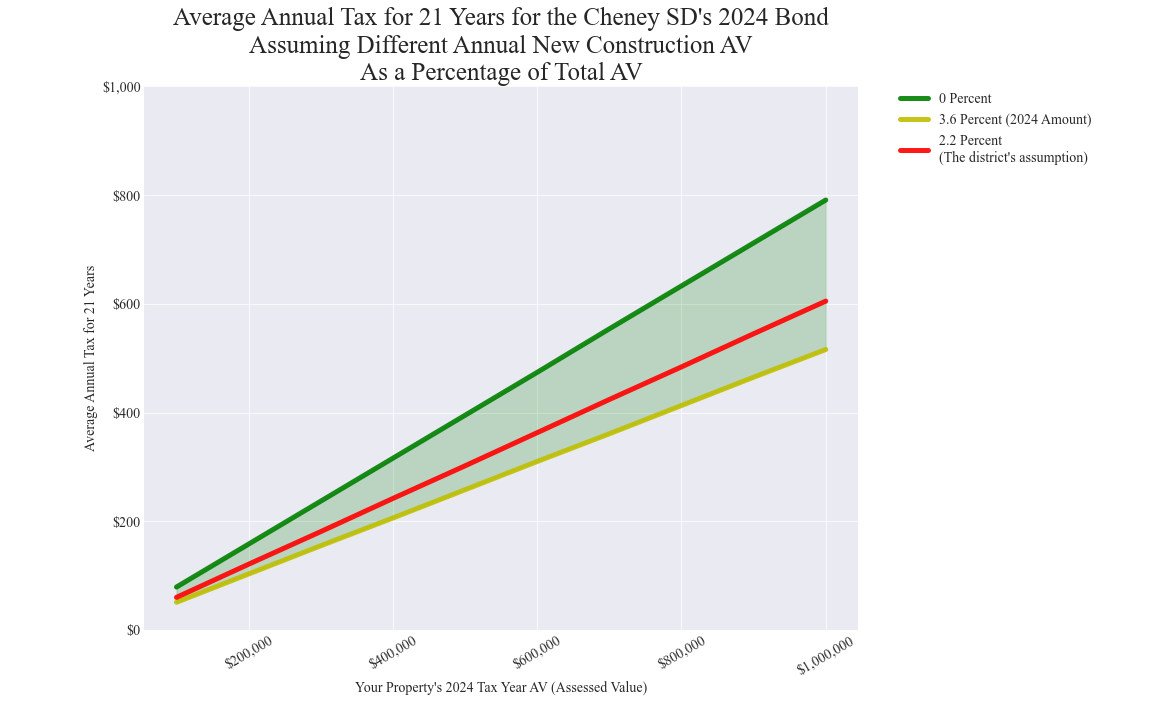 Average Annual Tax for 21 Years for the Cheney SD's 2024 Bond
Assuming Different Annual New Construction AV
As a Percentage of Total AV
$1,000
$800
$600
$400
$200
$0
Average Annual Tax for 21 Years
$200,000
$400,000
$600,000
$800,000
$1,000,000
Your Property's 2024 Tax Year AV (Assessed Value)
0 Percent
3.6 Percent (2024 Amount)
2.2 Percent
(The district's assumption)